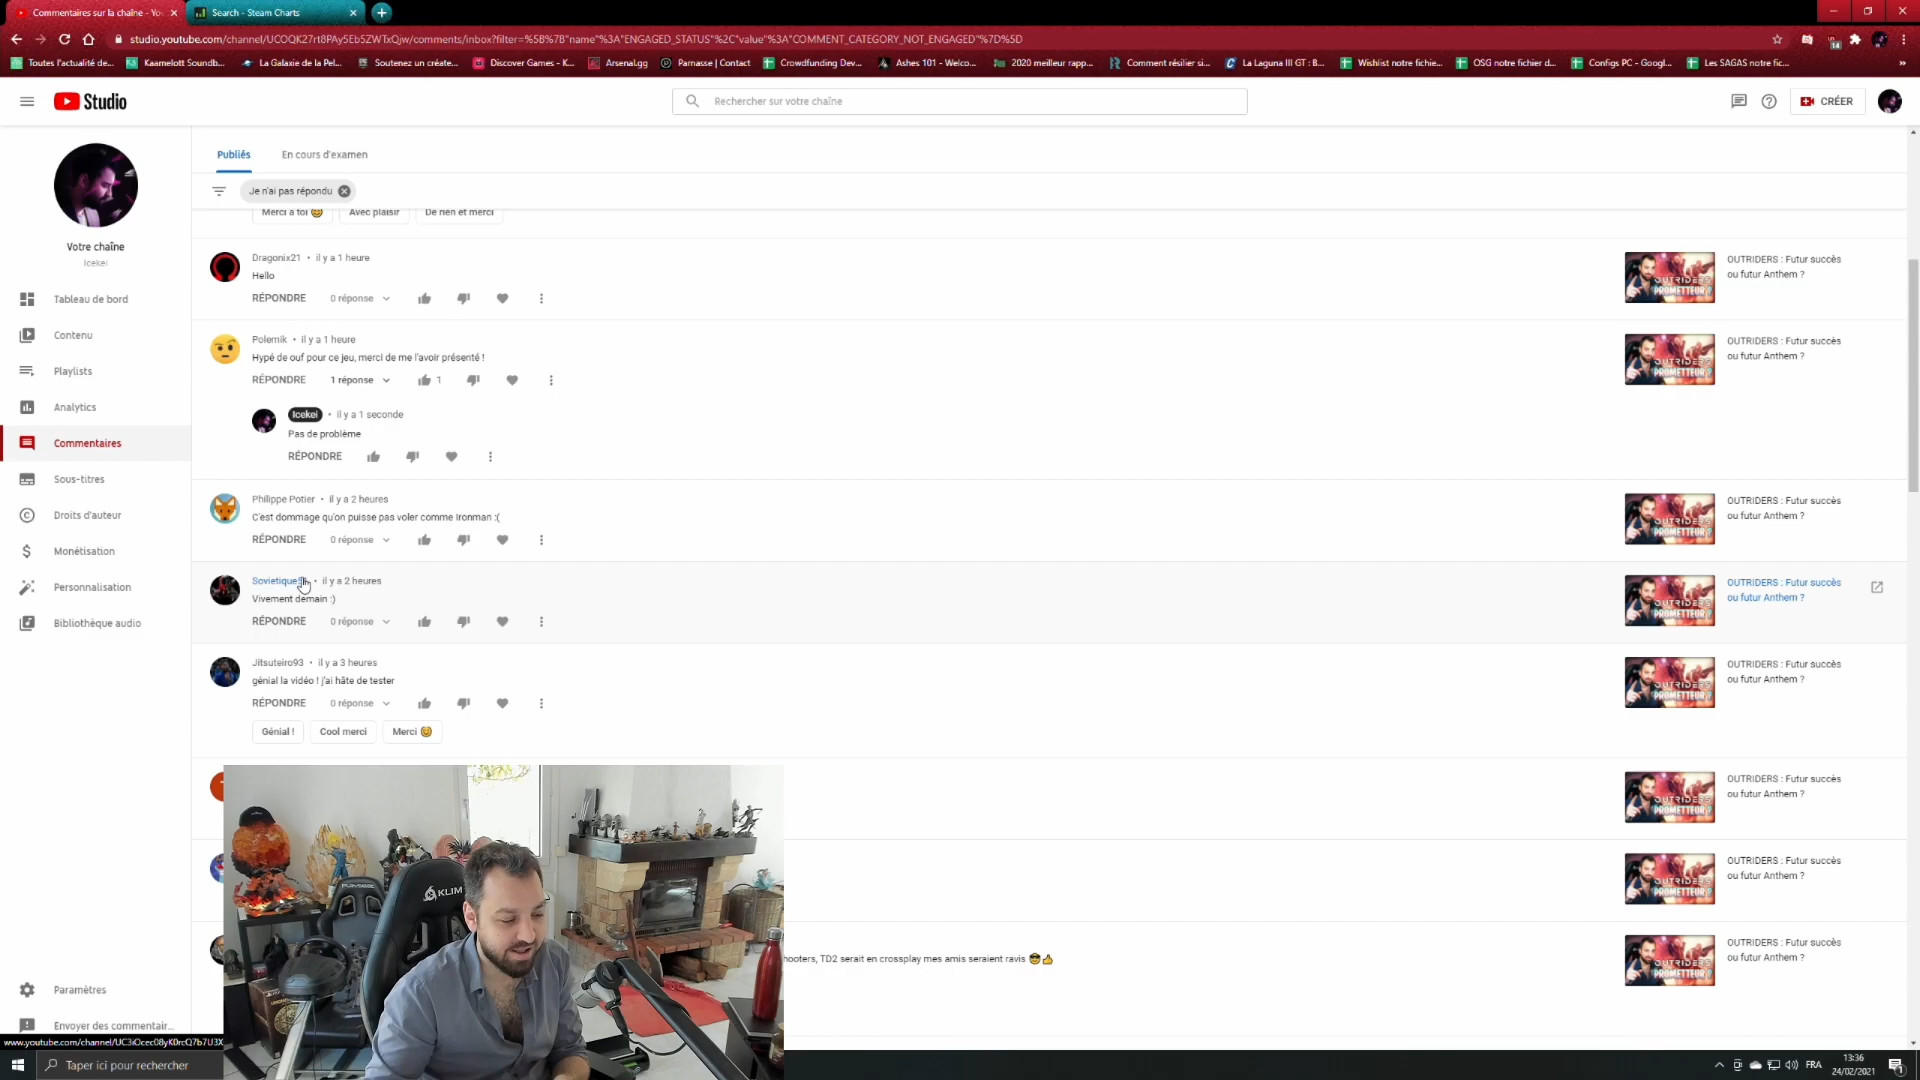 Commentaires sur la chaîne - Yo
Search - Steam Charts
studio.youtube.com/channel/UCOQK27rt8PAy5Eb5ZWTxQjw/comments/inbox?filter=%5B%7B"name"%3A"ENGAGED_STATUS"%2C"value"%3A"COMMENT_CATEGORY_NOT_ENGAGED"%7D%5D
14
Toutes l'actualité de...
Kaamelott Soundb...
La Galaxie de la Pel...
Soutenez un créate...
Discover Games - K...
Arsenal.gg
Parnasse | Contact
Crowdfunding Dev...
Ashes 101 - Welco...
2020 meilleur rapp...
Comment résilier si...
La Laguna III GT : B...
Wishlist notre fichie...
OSG notre fichier d...
Configs PC - Googl...
Les SAGAS notre fic...
Studio
Rechercher sur votre chaîne
CRÉER
Votre chaîne
Icekei
Tableau de bord
Contenu
Playlists
Analytics
Commentaires
Sous-titres
Droits d'auteur
Monétisation
Personnalisation
Bibliothèque audio
Paramètres
Envoyer des commentair...
Publiés
En cours d'examen
Je n'ai pas répondu
Merci à toi 😊
Avec plaisir
De rien et merci
Dragonix21 • il y a 1 heure
Hello
RÉPONDRE 0 réponse
OUTRIDERS : Futur succès
ou futur Anthem ?
Polemik • il y a 1 heure
Hypé de ouf pour ce jeu, merci de me l'avoir présenté !
RÉPONDRE 1 réponse 1
OUTRIDERS : Futur succès
ou futur Anthem ?
Icekei • il y a 1 seconde
Pas de problème
RÉPONDRE
Philippe Potier • il y a 2 heures
C'est dommage qu'on puisse pas voler comme Ironman :(
RÉPONDRE 0 réponse
OUTRIDERS : Futur succès
ou futur Anthem ?
Sovietique • il y a 2 heures
Vivement demain :)
RÉPONDRE 0 réponse
OUTRIDERS : Futur succès
ou futur Anthem ?
Jitsuteiro93 • il y a 3 heures
génial la vidéo ! j'ai hâte de tester
RÉPONDRE 0 réponse
Génial !
Cool merci
Merci 😊
OUTRIDERS : Futur succès
ou futur Anthem ?
OUTRIDERS : Futur succès
ou futur Anthem ?
OUTRIDERS : Futur succès
ou futur Anthem ?
hooters, TD2 serait en crossplay mes amis seraient ravis 😎👍
OUTRIDERS : Futur succès
ou futur Anthem ?
OUTRIDERS
PROMETTEUR ?
PLAYSEAT
KLIM
www.youtube.com/channel/UC3iOcec08yK0rcQ7b7U3X
Taper ici pour rechercher
FRA
13:36
24/02/2021